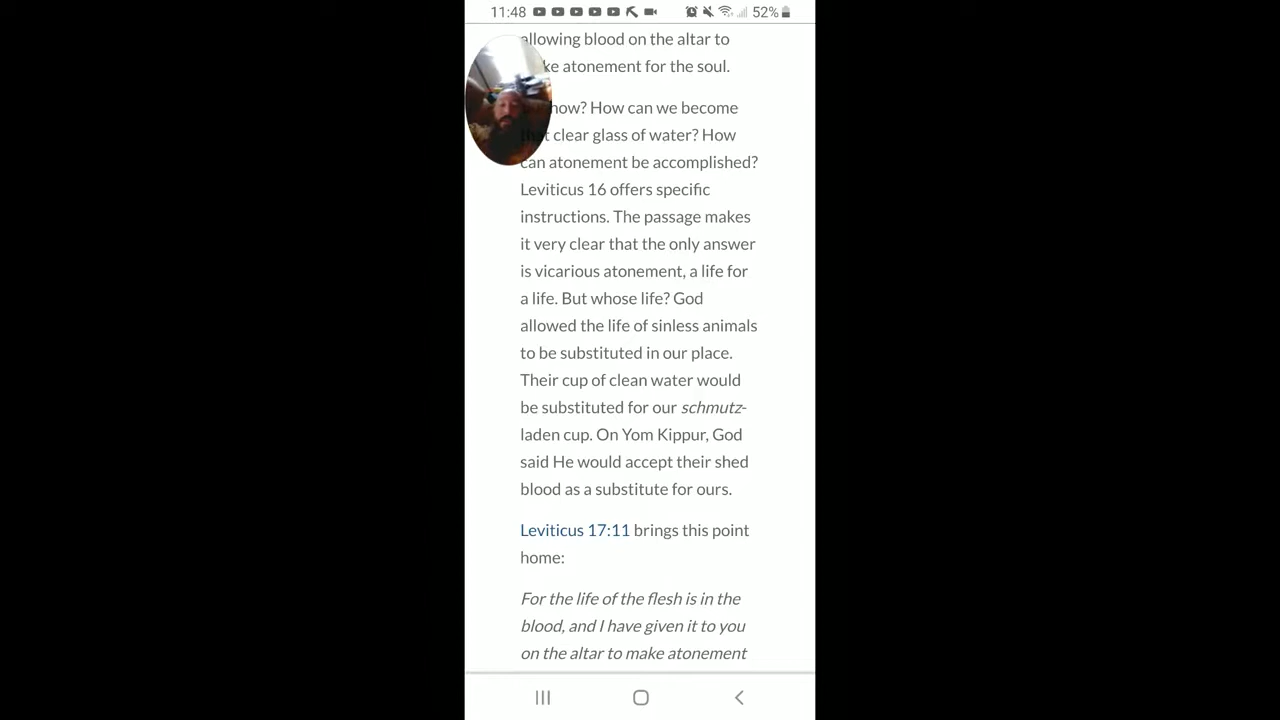 11:48 52%
allowing blood on the altar to
ke atonement for the soul.
how? How can we become
that clear glass of water? How
can atonement be accomplished?
Leviticus 16 offers specific
instructions. The passage makes
it very clear that the only answer
is vicarious atonement, a life for
a life. But whose life? God
allowed the life of sinless animals
to be substituted in our place.
Their cup of clean water would
be substituted for our schmutz-
laden cup. On Yom Kippur, God
said He would accept their shed
blood as a substitute for ours.
Leviticus 17:11 brings this point
home:
For the life of the flesh is in the
blood, and I have given it to you
on the altar to make atonement